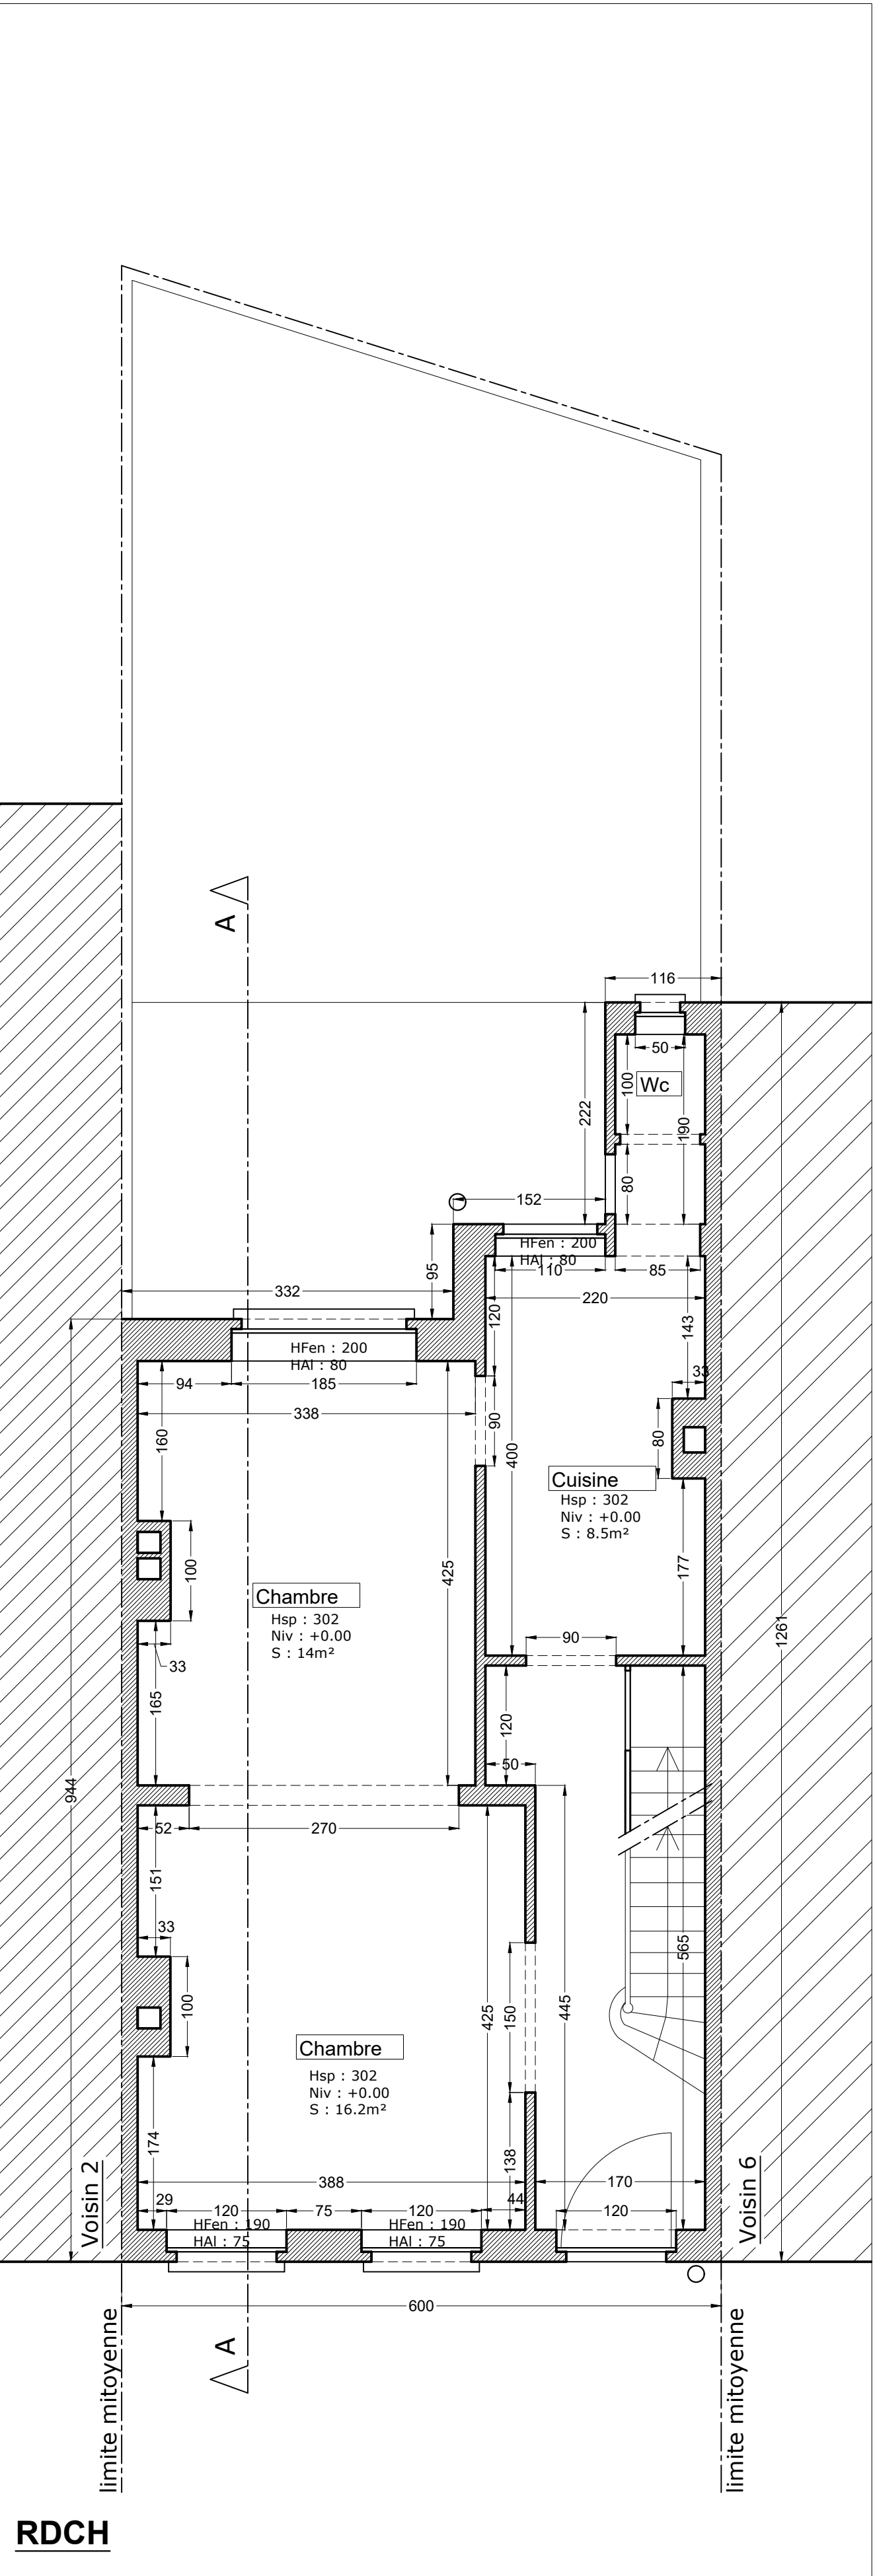 A
116
50
100
Wc
190
222
80
152
HFen : 200
HAl : 80
110
85
95
332
220
120
143
33
HFen : 200
HAl : 80
94
185
338
90
80
160
400
Cuisine
Hsp : 302
Niv : +0.00
S : 8.5m²
100
425
177
Chambre
Hsp : 302
Niv : +0.00
S : 14m²
1261
90
33
165
120
50
944
52
270
151
33
565
100
425
150
445
Chambre
Hsp : 302
Niv : +0.00
S : 16.2m²
174
138
388
170
Voisin 2
Voisin 6
29
120
75
120
44
120
HFen : 190
HAl : 75
HFen : 190
HAl : 75
600
A
limite mitoyenne
limite mitoyenne
RDCH